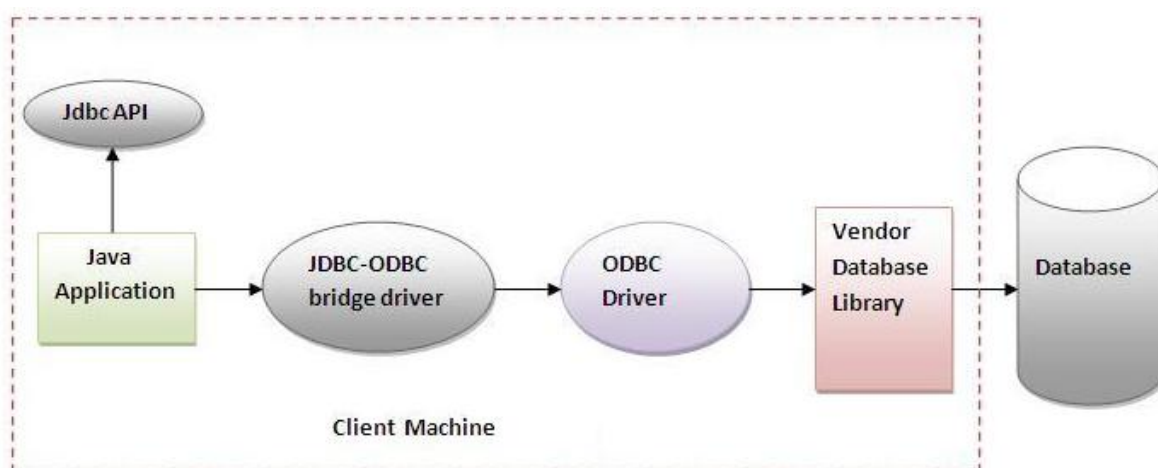 Jdbc API
Java
Application
JDBC-ODBC
bridge driver
ODBC
Driver
Vendor
Database
Library
Database
Client Machine